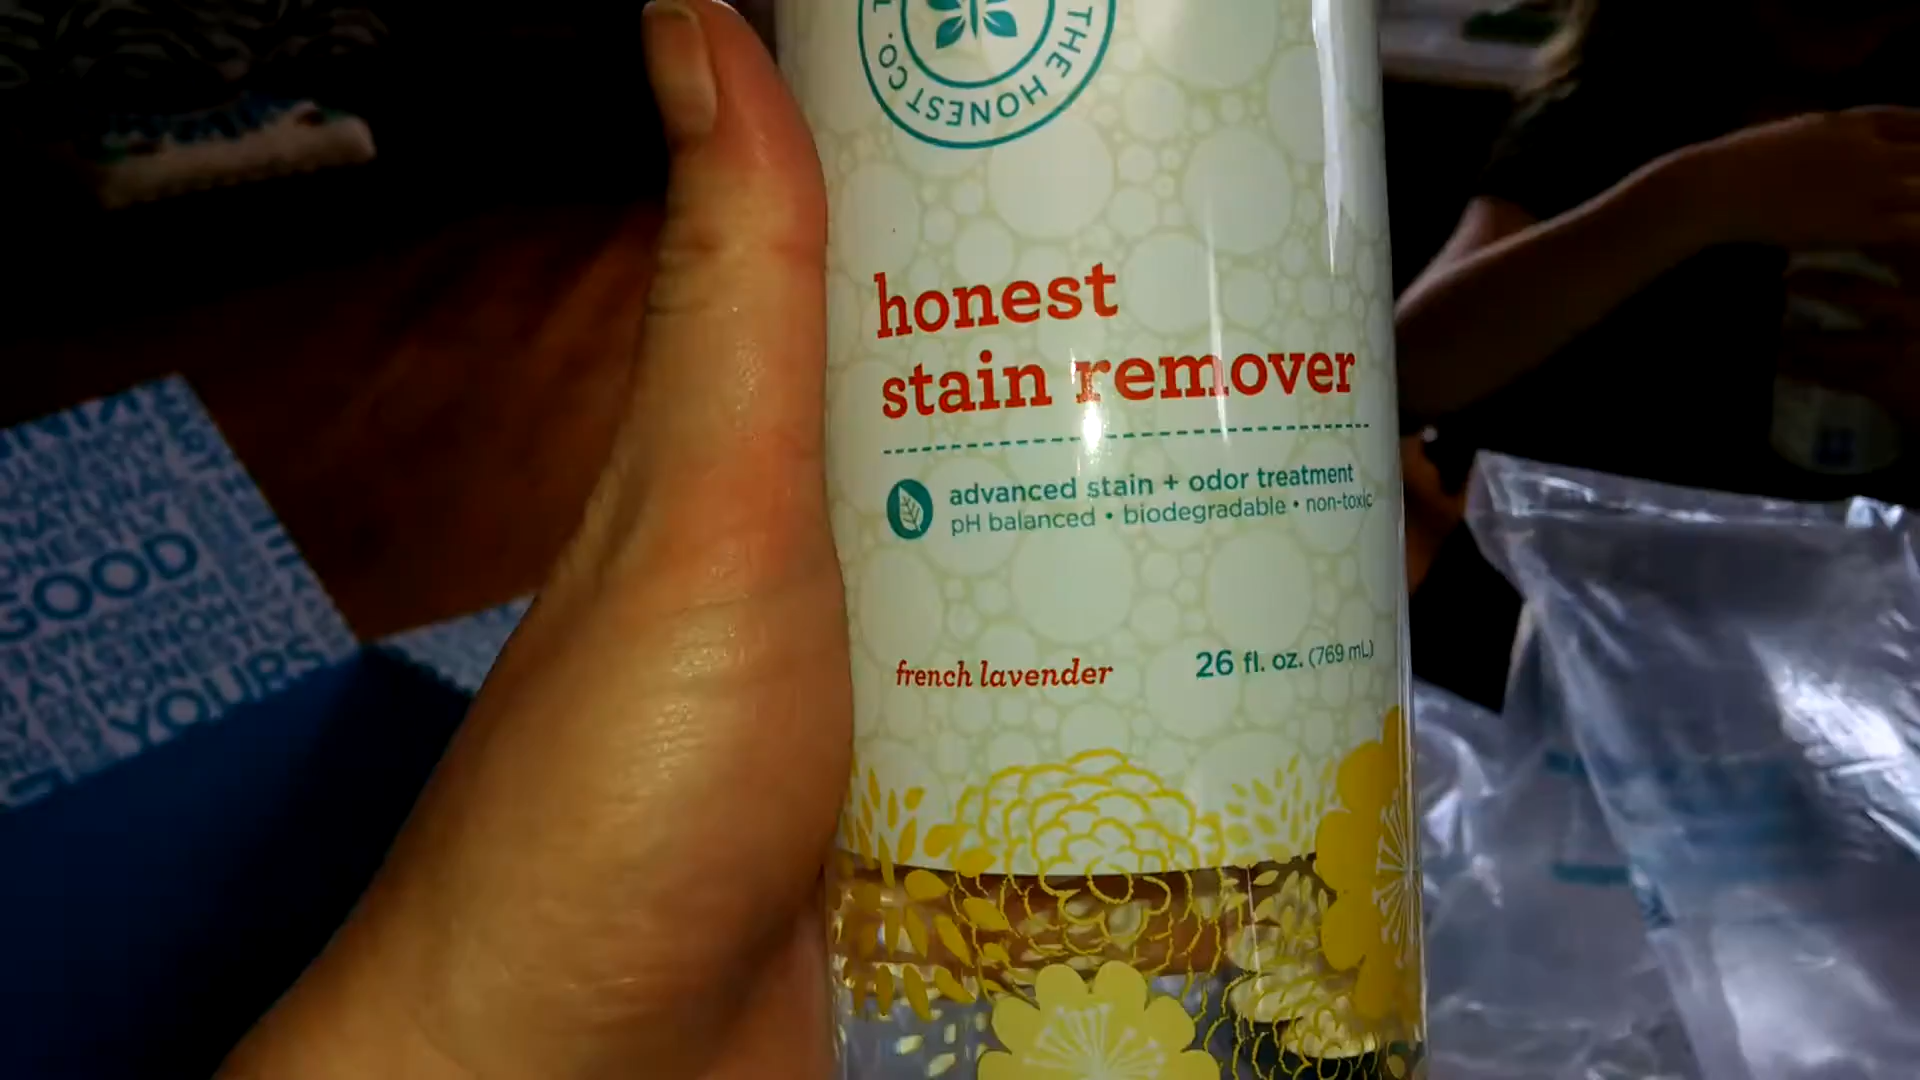 THE HONEST CO.
honest
stain remover
advanced stain + odor treatment
pH balanced • biodegradable • non-toxic
french lavender
26 fl. oz. (769 mL)
GOOD
HONESTLY
YOURS